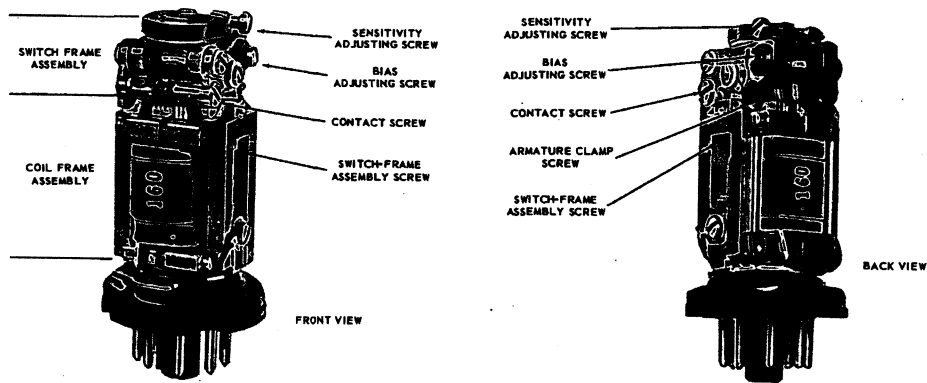 SENSITIVITY
ADJUSTING SCREW
SWITCH FRAME
ASSEMBLY
BIAS
ADJUSTING SCREW
CONTACT SCREW
COIL FRAME
ASSEMBLY
SWITCH-FRAME
ASSEMBLY SCREW
160
FRONT VIEW
SENSITIVITY
ADJUSTING SCREW
BIAS
ADJUSTING SCREW
CONTACT SCREW
ARMATURE CLAMP
SCREW
SWITCH-FRAME
ASSEMBLY SCREW
160
BACK VIEW